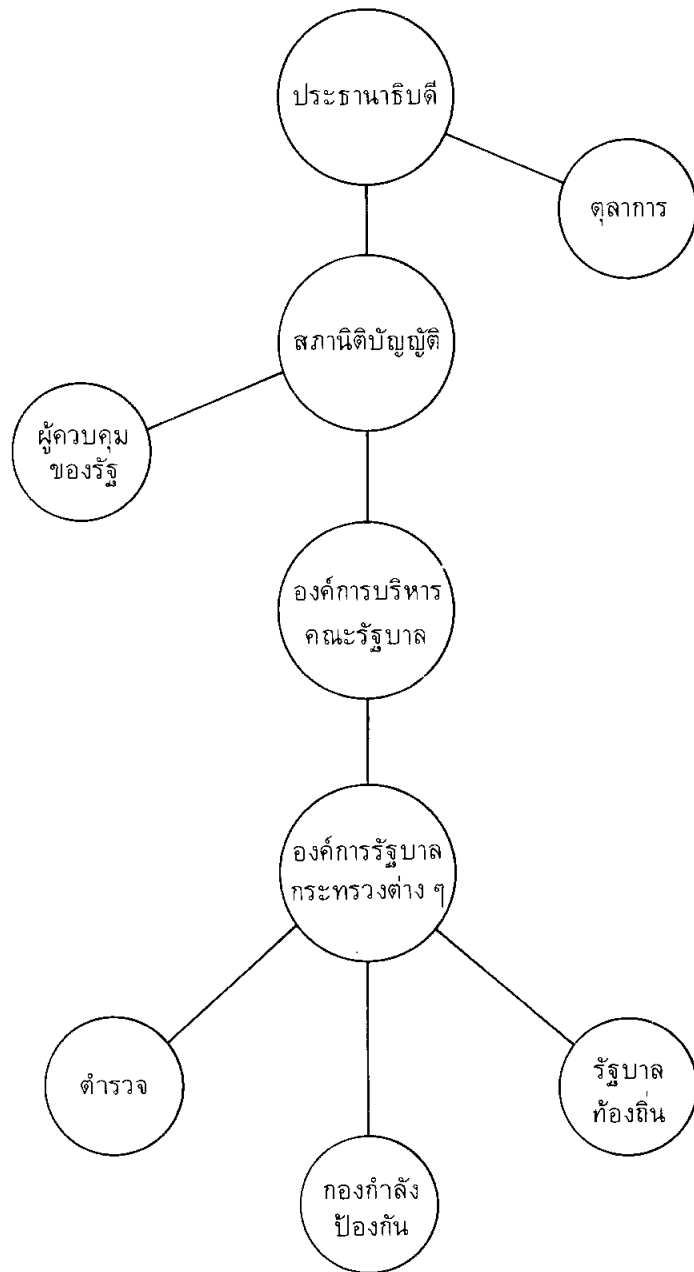 ประธานาธิบดี
ตุลาการ
สภานิติบัญญัติ
ผู้ควบคุม
ของรัฐ
องค์การบริหาร
คณะรัฐบาล
องค์การรัฐบาล
กระทรวงต่าง ๆ
ตำรวจ
รัฐบาล
ท้องถิ่น
กองกำลัง
ป้องกัน